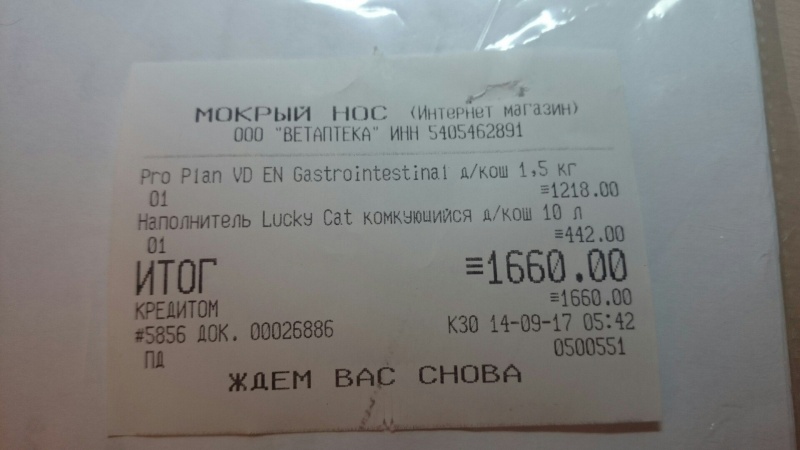 МОКРЫЙ НОС (Интернет магазин)
ООО "ВЕТАПТЕКА" ИНН 5405462891
Pro Plan VD EN Gastrointestinal д/кош 1,5 кг
01 ≡1218.00
Наполнитель Lucky Cat комкующийся д/кош 10 л
01 ≡442.00
ИТОГ ≡1660.00
КРЕДИТОМ ≡1660.00
#5856 ДОК. 00026886 К30 14-09-17 05:42
ПД 0500551
ЖДЕМ ВАС СНОВА